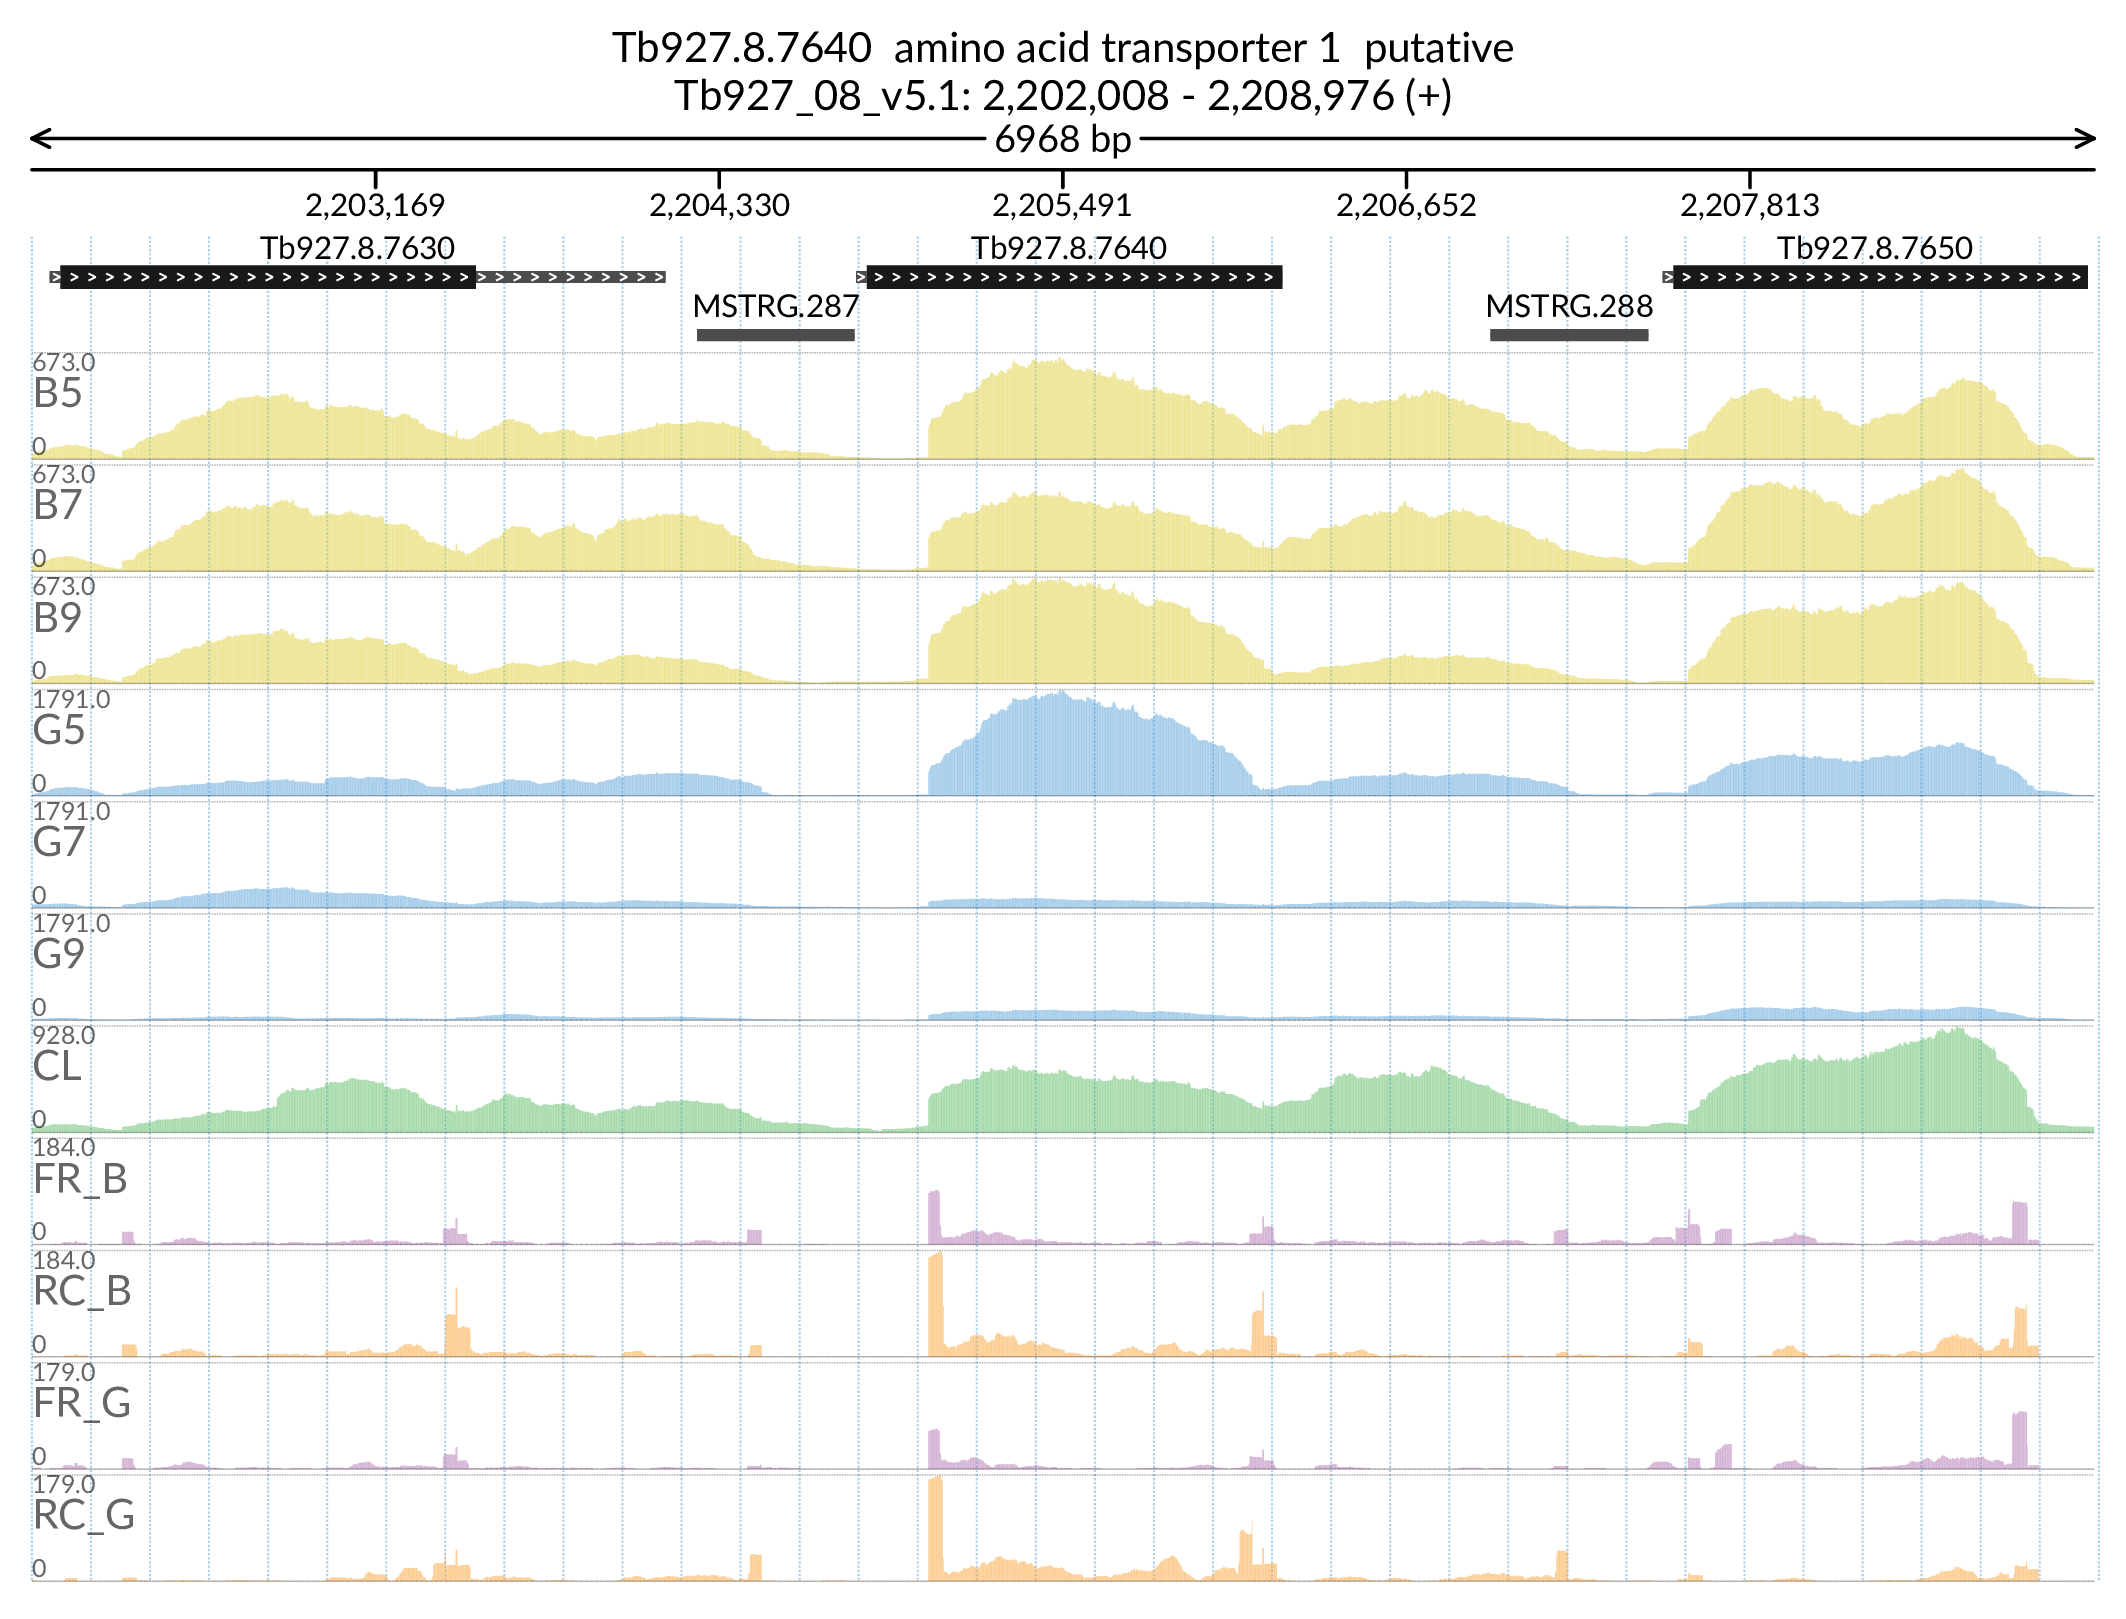 Tb927.8.7640 amino acid transporter 1 putative
Tb927_08_v5.1: 2,202,008 - 2,208,976 (+)
6968 bp
2,203,169 2,204,330 2,205,491 2,206,652 2,207,813
Tb927.8.7630 Tb927.8.7640 Tb927.8.7650
MSTRG.287 MSTRG.288
673.0
B5
0
673.0
B7
0
673.0
B9
0
1791.0
G5
0
1791.0
G7
0
1791.0
G9
0
928.0
CL
0
184.0
FR_B
0
184.0
RC_B
0
179.0
FR_G
0
179.0
RC_G
0